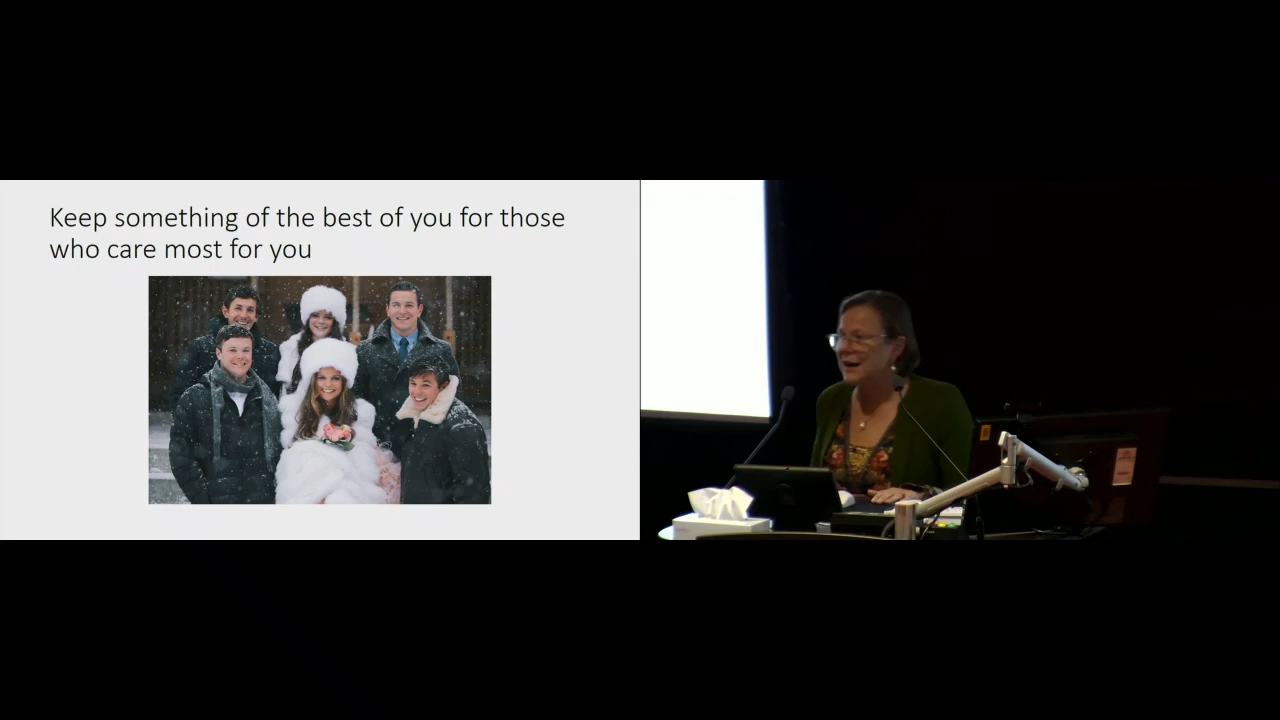 Keep something of the best of you for those
who care most for you